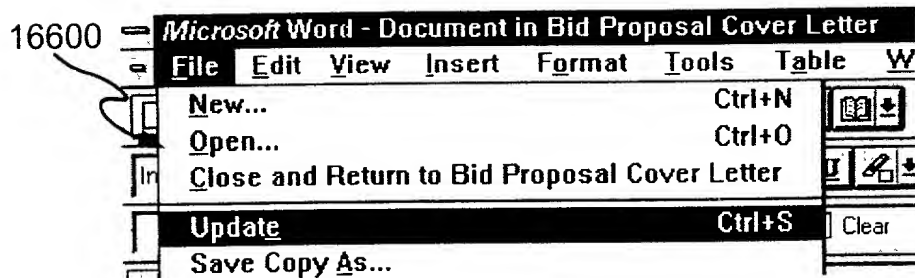 16600
Microsoft Word - Document in Bid Proposal Cover Letter
File Edit View Insert Format Tools Table W
New... Ctrl+N
Open... Ctrl+O
In Close and Return to Bid Proposal Cover Letter
Update Ctrl+S Clear
Save Copy As...